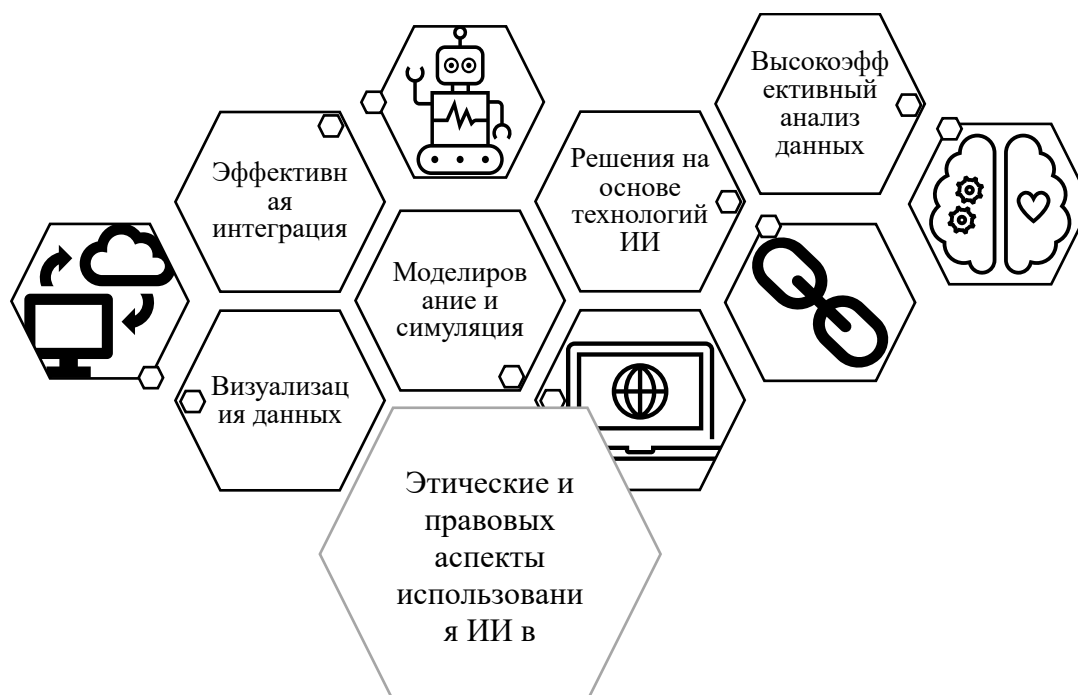 Высокоэфф
ективный
анализ
данных
Эффективн
ая
интеграция
Решения на
основе
технологий
ИИ
Моделиров
ание и
симуляция
Визуализац
ия данных
Этические и
правовых
аспекты
использовани
я ИИ в